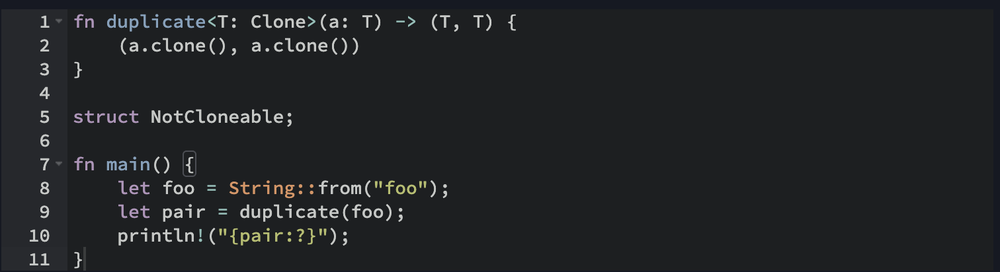 1 fn duplicate<T: Clone>(a: T) -> (T, T) {
2     (a.clone(), a.clone())
3 }
4
5 struct NotCloneable;
6
7 fn main() {
8     let foo = String::from("foo");
9     let pair = duplicate(foo);
10     println!("{pair:?}");
11 }